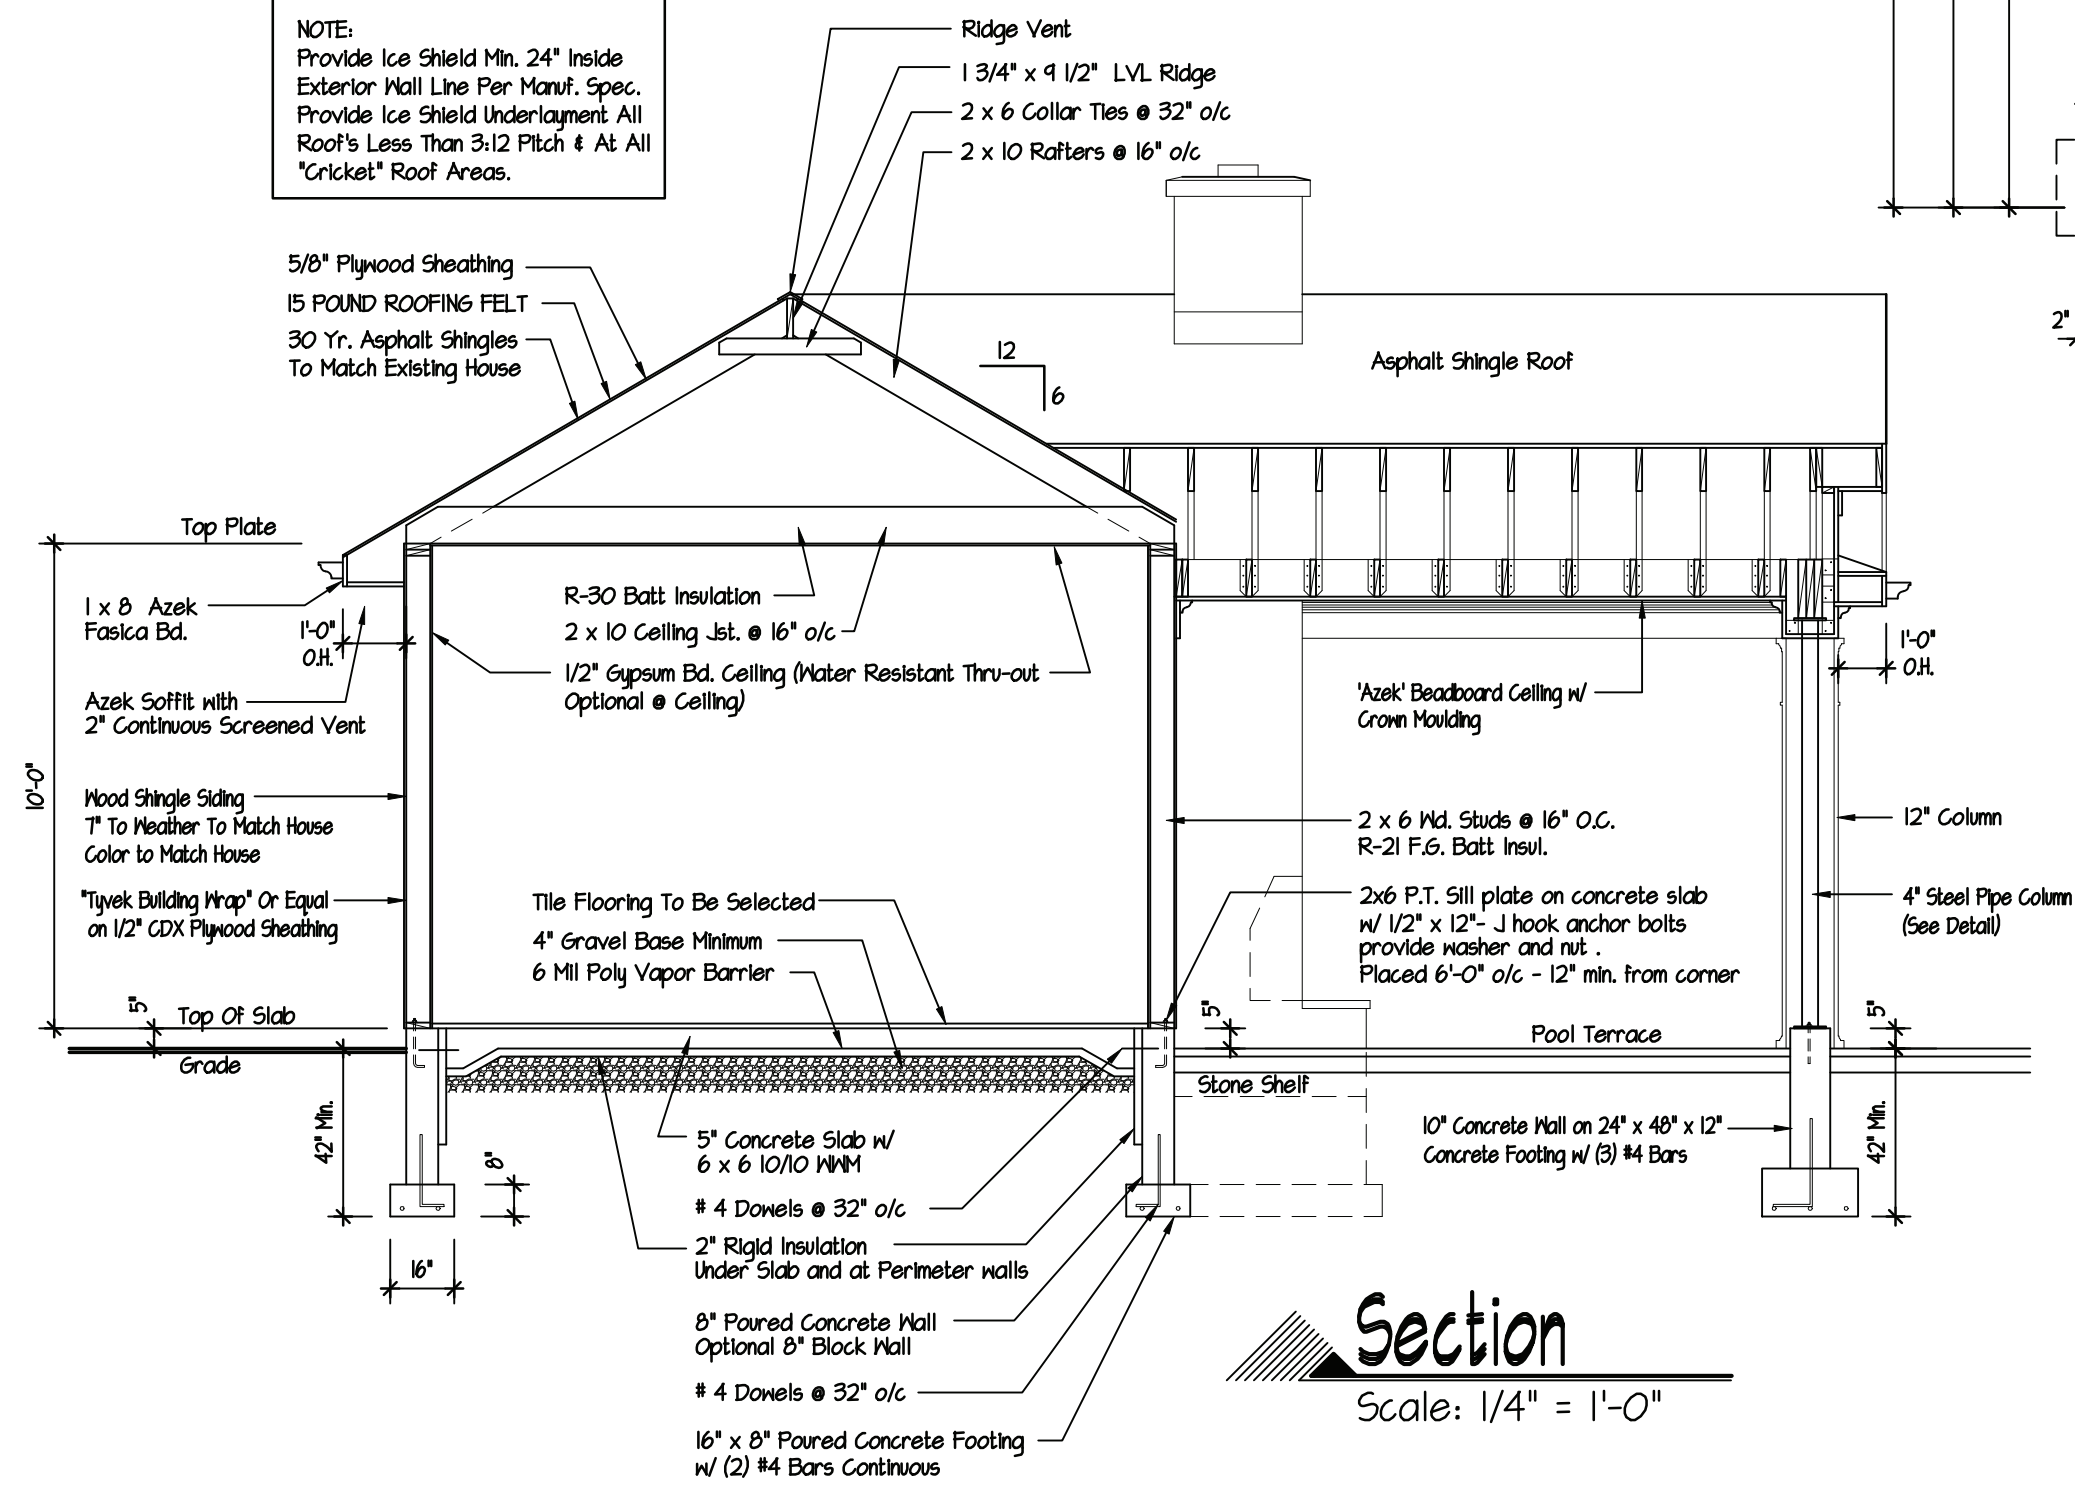 NOTE:
Provide Ice Shield Min. 24" Inside
Exterior Wall Line Per Manuf. Spec.
Provide Ice Shield Underlayment All
Roof's Less Than 3:12 Pitch & At All
"Cricket" Roof Areas.
Ridge Vent
1 3/4" x 9 1/2" LVL Ridge
2 x 6 Collar Ties @ 32" o/c
2 x 10 Rafters @ 16" o/c
5/8" Plywood Sheathing
15 POUND ROOFING FELT
30 Yr. Asphalt Shingles
To Match Existing House
12
6
Asphalt Shingle Roof
2"
Top Plate
1 x 8 Azek
Fasica Bd.
1'-0"
O.H.
Azek Soffit with
2" Continuous Screened Vent
R-30 Batt Insulation
2 x 10 Ceiling Jst. @ 16" o/c
1/2" Gypsum Bd. Ceiling (Water Resistant Thru-out
Optional @ Ceiling)
'Azek' Beadboard Ceiling w/
Crown Moulding
1'-0"
O.H.
10'-0"
Wood Shingle Siding
7" To Weather To Match House
Color to Match House
"Tyvek Building Wrap" Or Equal
on 1/2" CDX Plywood Sheathing
2 x 6 Wd. Studs @ 16" O.C.
R-21 F.G. Batt Insul.
2x6 P.T. Sill plate on concrete slab
w/ 1/2" x 12"- J hook anchor bolts
provide washer and nut .
Placed 6'-0" o/c - 12" min. from corner
12" Column
4" Steel Pipe Column
(See Detail)
Tile Flooring To Be Selected
4" Gravel Base Minimum
6 Mil Poly Vapor Barrier
5"
Top Of Slab
Grade
5"
Pool Terrace
5"
Stone Shelf
42" Min.
8"
16"
5" Concrete Slab w/
6 x 6 10/10 WWM
# 4 Dowels @ 32" o/c
2" Rigid Insulation
Under Slab and at Perimeter walls
8" Poured Concrete Wall
Optional 8" Block Wall
# 4 Dowels @ 32" o/c
16" x 8" Poured Concrete Footing
w/ (2) #4 Bars Continuous
10" Concrete Wall on 24" x 48" x 12"
Concrete Footing w/ (3) #4 Bars
42" Min.
Section
Scale: 1/4" = 1'-0"